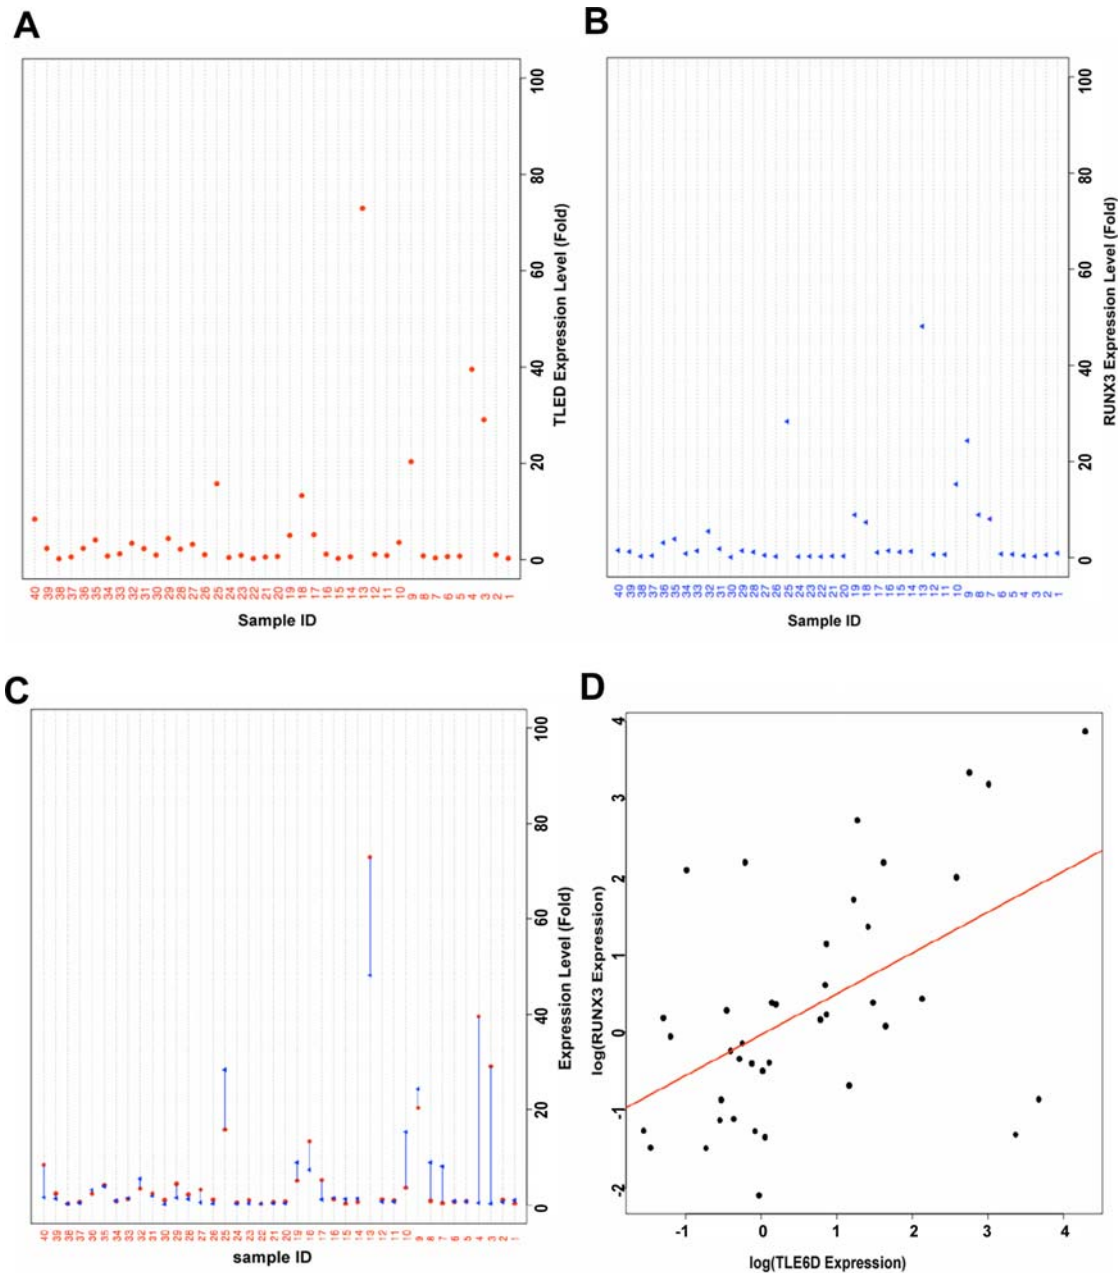 A
100
80
60
40
20
0
TLED Expression Level (Fold)
40 39 38 37 36 35 34 33 32 31 30 29 28 27 26 25 24 23 22 21 20 19 18 17 16 15 14 13 12 11 10 9 8 7 6 5 4 3 2 1
Sample ID
B
100
80
60
40
20
0
RUNX3 Expression Level (Fold)
40 39 38 37 36 35 34 33 32 31 30 29 28 27 26 25 24 23 22 21 20 19 18 17 16 15 14 13 12 11 10 9 8 7 6 5 4 3 2 1
Sample ID
C
100
80
60
40
20
0
Expression Level (Fold)
40 39 38 37 36 35 34 33 32 31 30 29 28 27 26 25 24 23 22 21 20 19 18 17 16 15 14 13 12 11 10 9 8 7 6 5 4 3 2 1
sample ID
D
4
3
2
1
0
-1
-2
log(RUNX3 Expression)
-1 0 1 2 3 4
log(TLE6D Expression)